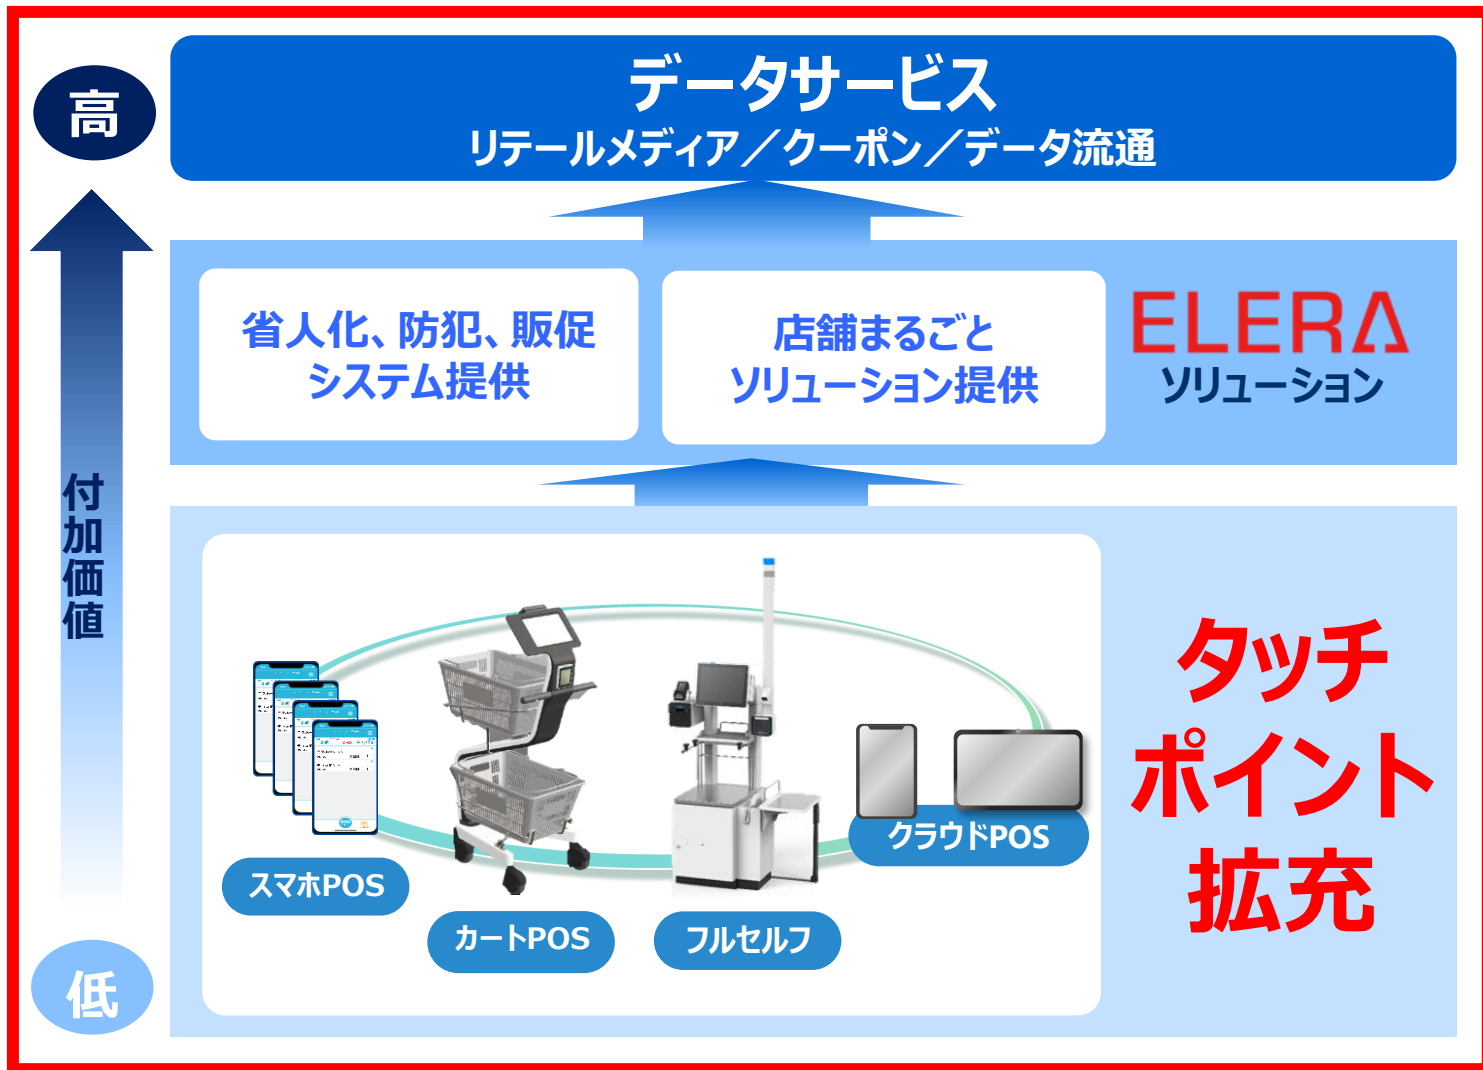 高
データサービス
リテールメディア／クーポン／データ流通
省人化、防犯、販促
システム提供
店舗まるごと
ソリューション提供
ELERA
ソリューション
付加価値
タッチ
ポイント
拡充
スマホPOS
カートPOS
フルセルフ
クラウドPOS
低